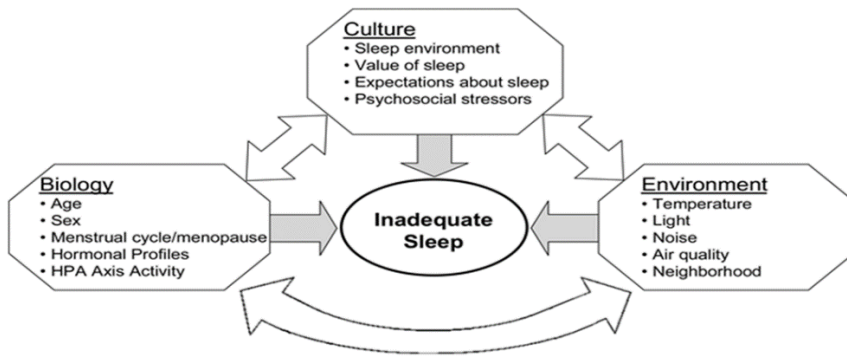 Culture
• Sleep environment
• Value of sleep
• Expectations about sleep
• Psychosocial stressors
Biology
• Age
• Sex
• Menstrual cycle/menopause
• Hormonal Profiles
• HPA Axis Activity
Inadequate
Sleep
Environment
• Temperature
• Light
• Noise
• Air quality
• Neighborhood